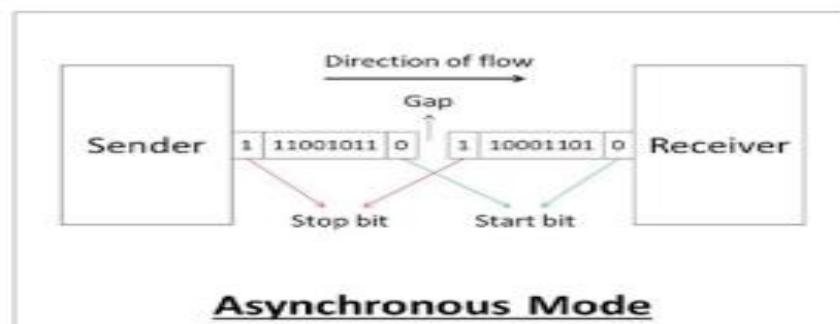 Direction of flow
Gap
Sender
1 11001011 0
1 10001101 0
Receiver
Stop bit
Start bit
Asynchronous Mode